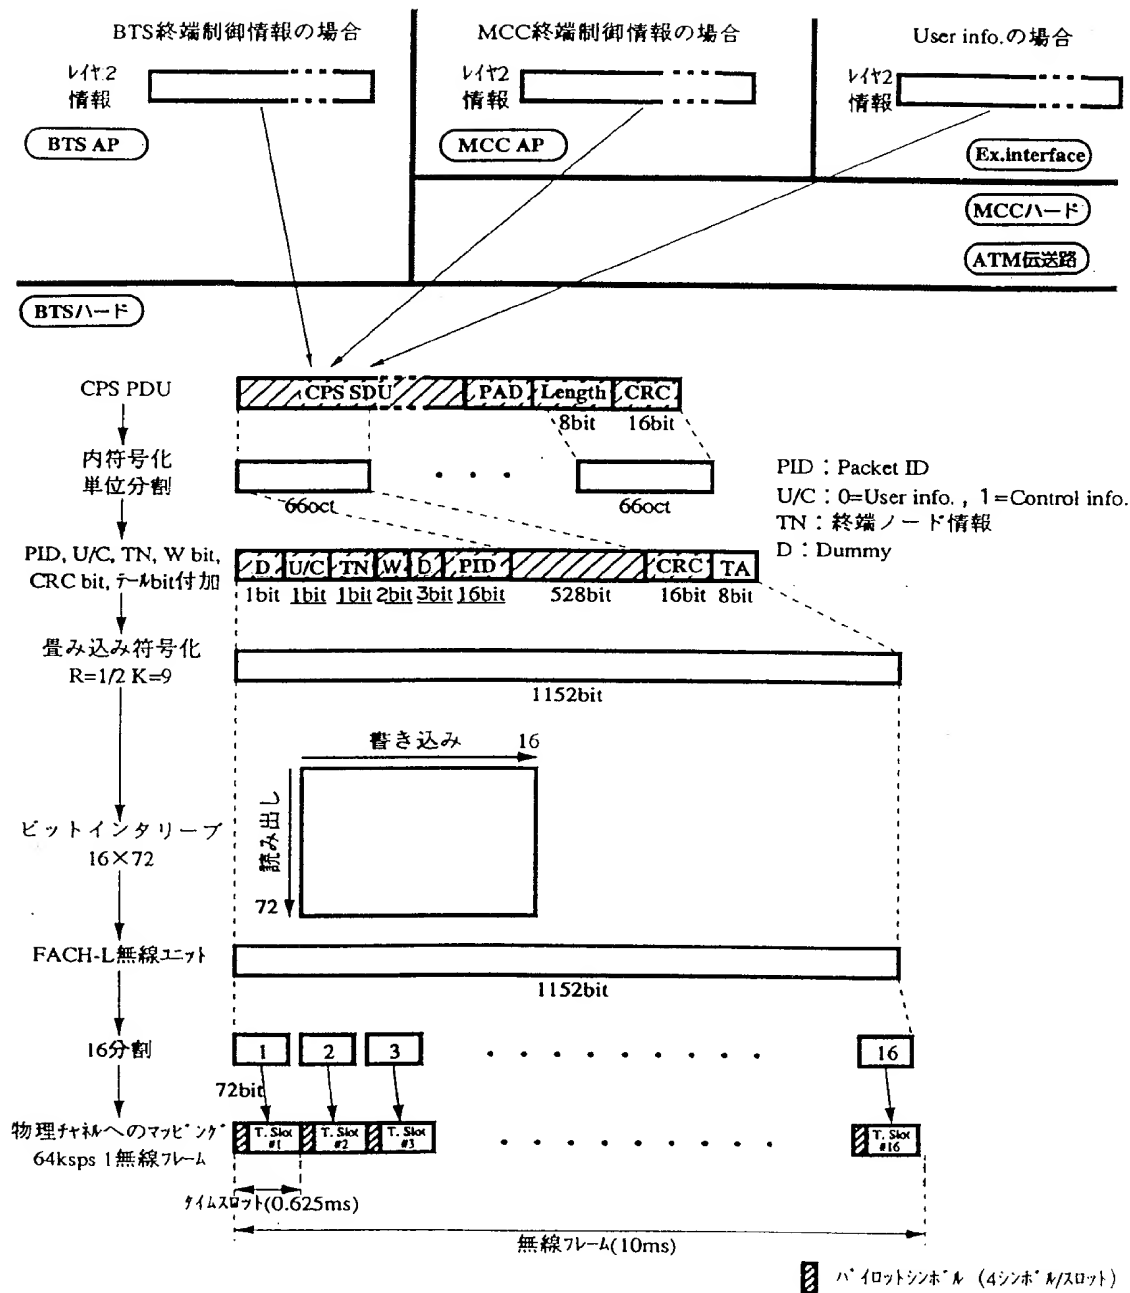 BTS終端制御情報の場合
MCC終端制御情報の場合
User info.の場合
レイヤ2
情報
レイヤ2
情報
レイヤ2
情報
BTS AP
MCC AP
Ex.interface
MCCハード
ATM伝送路
BTSハード
CPS PDU
CPS SDU
PAD
Length
CRC
8bit
16bit
内符号化
単位分割
66oct
・・・
66oct
PID：Packet ID
U/C：0=User info. , 1=Control info.
TN：終端ノード情報
D：Dummy
PID, U/C, TN, W bit,
CRC bit, テールbit付加
D
U/C
TN
W
D
PID
CRC
TA
1bit
1bit
1bit
2bit
3bit
16bit
528bit
16bit
8bit
畳み込み符号化
R=1/2 K=9
1152bit
書き込み
16
読み出し
72
ビットインタリーブ
16×72
FACH-L無線ユニット
1152bit
16分割
1
2
3
・・・・・・・・・
16
72bit
物理チャネルへのマッピング
64ksps 1無線フレーム
T. Slot
#1
T. Slot
#2
T. Slot
#3
・・・・・・・・・
T. Slot
#16
タイムスロット(0.625ms)
無線フレーム(10ms)
パイロットシンボル（4シンボル/スロット）